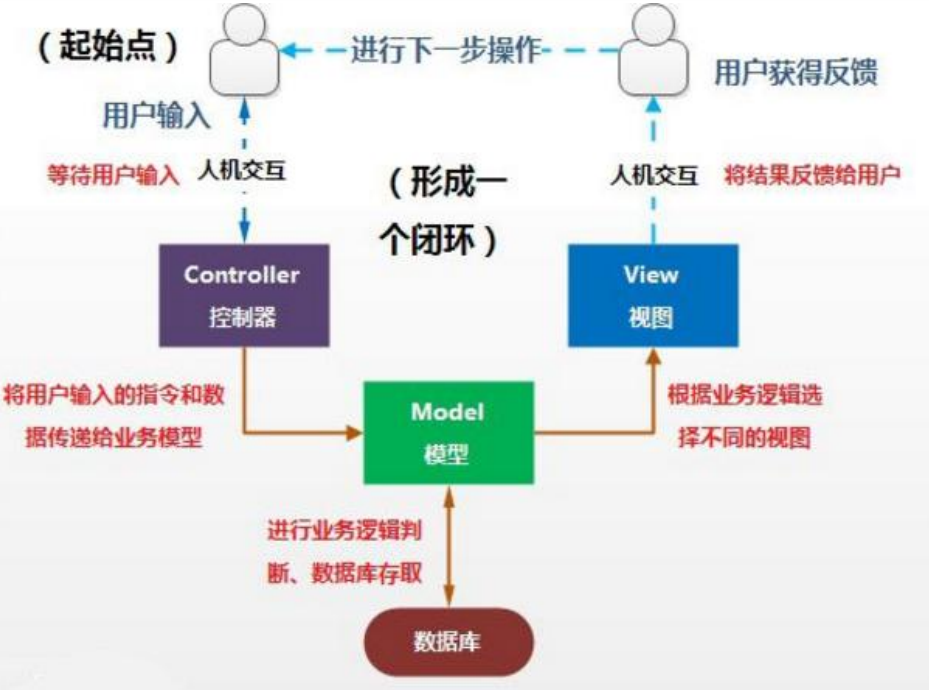 （起始点）
进行下一步操作
用户获得反馈
用户输入
等待用户输入
人机交互
（形成一
个闭环）
人机交互
将结果反馈给用户
Controller
控制器
View
视图
将用户输入的指令和数
据传递给业务模型
Model
模型
根据业务逻辑选
择不同的视图
进行业务逻辑判
断、数据库存取
数据库